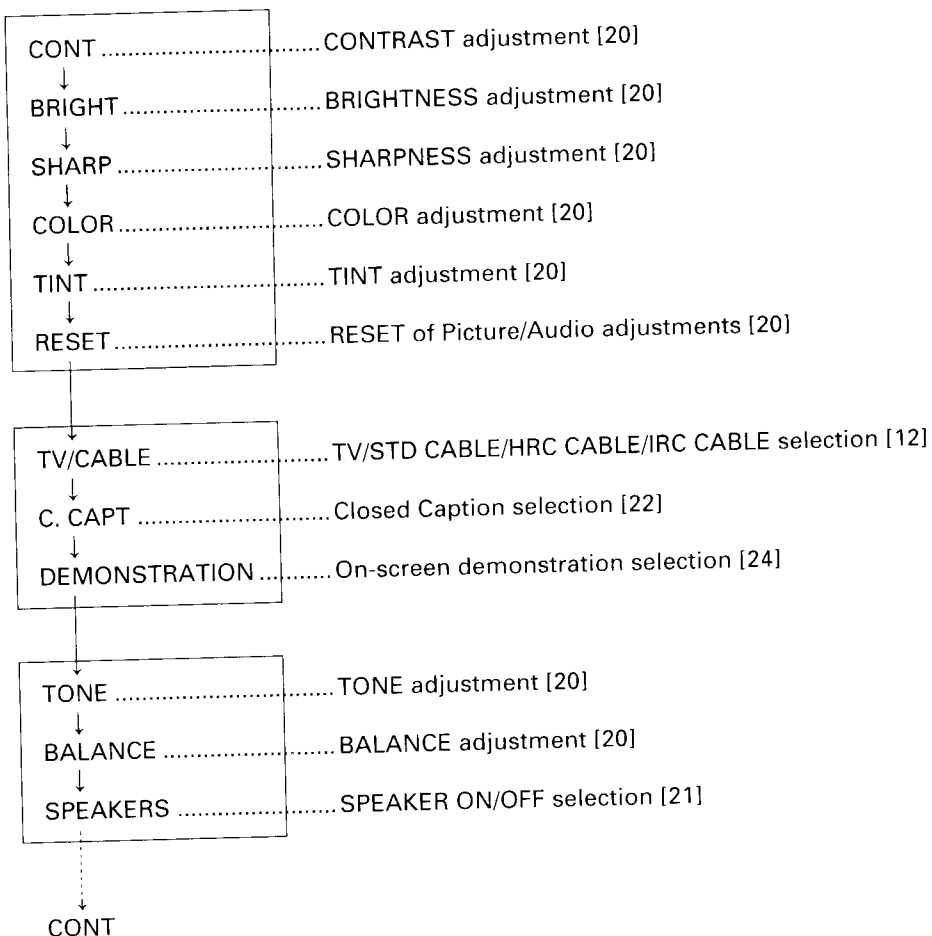 CONT ................................ CONTRAST adjustment [20]
BRIGHT ............................. BRIGHTNESS adjustment [20]
SHARP .............................. SHARPNESS adjustment [20]
COLOR .............................. COLOR adjustment [20]
TINT .................................. TINT adjustment [20]
RESET ............................... RESET of Picture/Audio adjustments [20]
TV/CABLE ......................... TV/STD CABLE/HRC CABLE/IRC CABLE selection [12]
C. CAPT ............................ Closed Caption selection [22]
DEMONSTRATION ........... On-screen demonstration selection [24]
TONE ................................ TONE adjustment [20]
BALANCE ......................... BALANCE adjustment [20]
SPEAKERS ....................... SPEAKER ON/OFF selection [21]
CONT